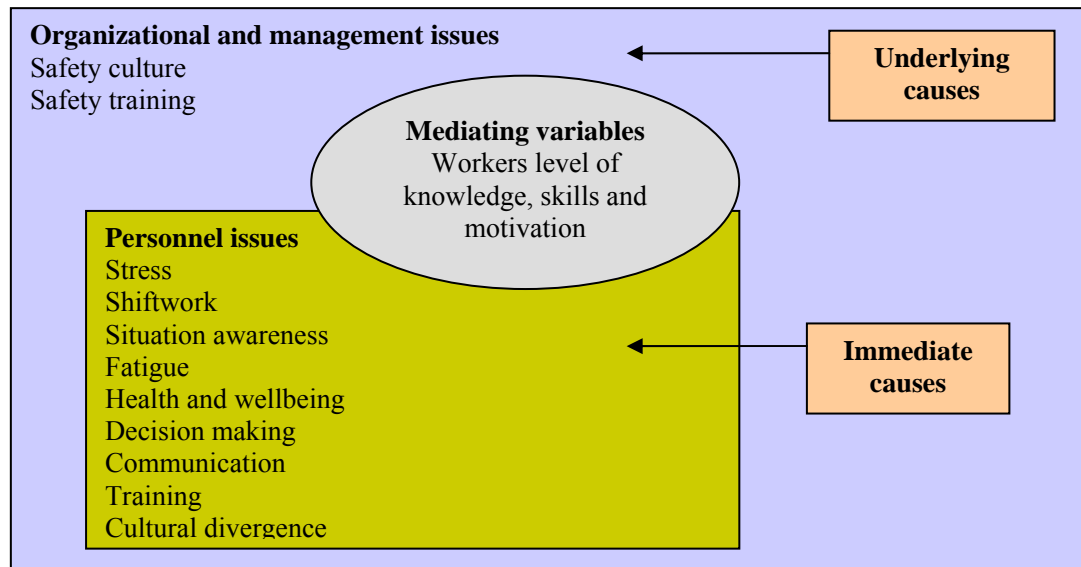 Organizational and management issues
Safety culture
Safety training
Underlying
causes
Mediating variables
Workers level of
knowledge, skills and
motivation
Personnel issues
Stress
Shiftwork
Situation awareness
Fatigue
Health and wellbeing
Decision making
Communication
Training
Cultural divergence
Immediate
causes